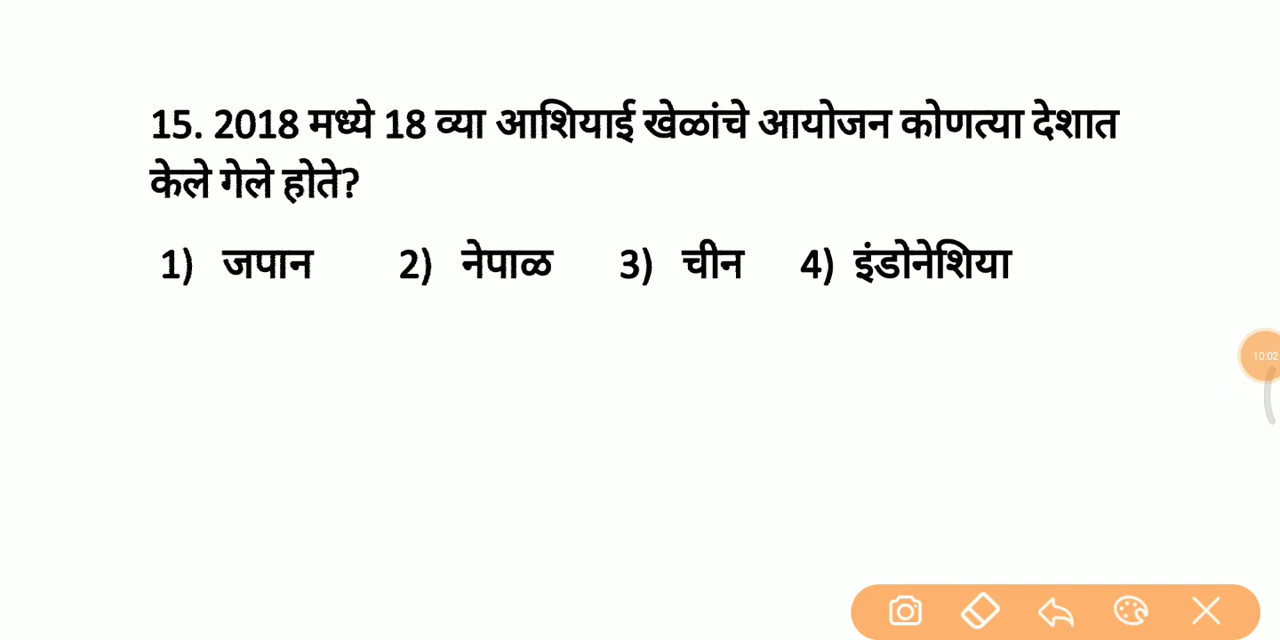 15. 2018 मध्ये 18 व्या आशियाई खेळांचे आयोजन कोणत्या देशात
केले गेले होते?
1) जपान 2) नेपाळ 3) चीन 4) इंडोनेशिया
10:02